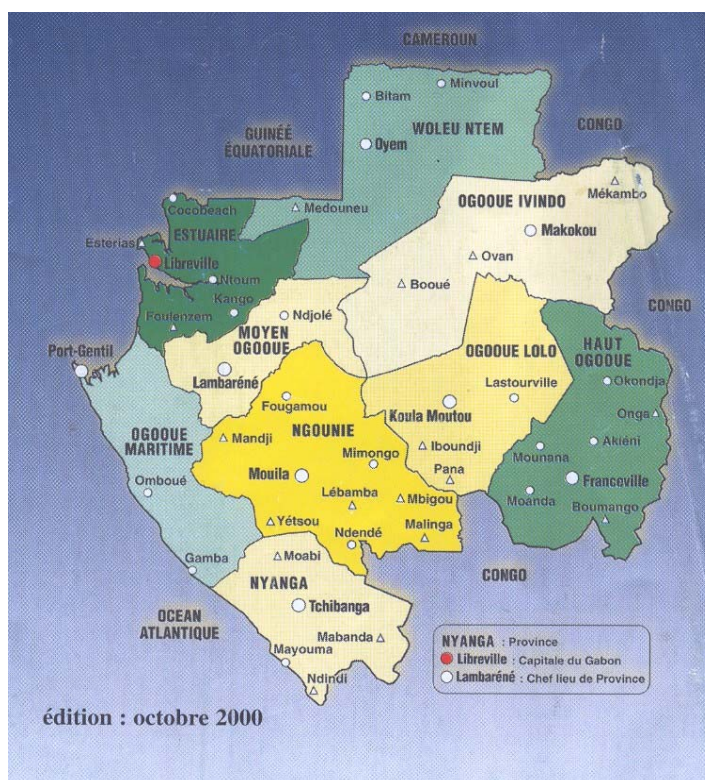 CAMEROUN
Minvoul
Bitam
WOLEU NTEM
CONGO
GUINÉE
ÉQUATORIALE
Oyem
Mékambo
OGOOUE IVINDO
Cocobeach
Medouneu
Makokou
ESTUAIRE
Esterias
Libreville
Ovan
Ntoum
Booué
Kango
CONGO
Foulenzem
Ndjolé
MOYEN
OGOOUE
HAUT
OGOOUE
OGOOUE LOLO
Port-Gentil
Lambaréné
Okondja
Lastourville
Fougamou
Koula Moutou
Onga
NGOUNIE
OGOOUE
MARITIME
Mandji
Akiéni
Iboundji
Mounana
Mimongo
Pana
Mouila
Franceville
Omboué
Lébamba
Mbigou
Moanda
Boumango
Yétsou
Malinga
Ndendé
Moabi
Gamba
CONGO
NYANGA
OCEAN
ATLANTIQUE
Tchibanga
Mabanda
Mayouma
NYANGA : Province
Libreville : Capitale du Gabon
Lambaréné : Chef lieu de Province
Ndindi
édition : octobre 2000